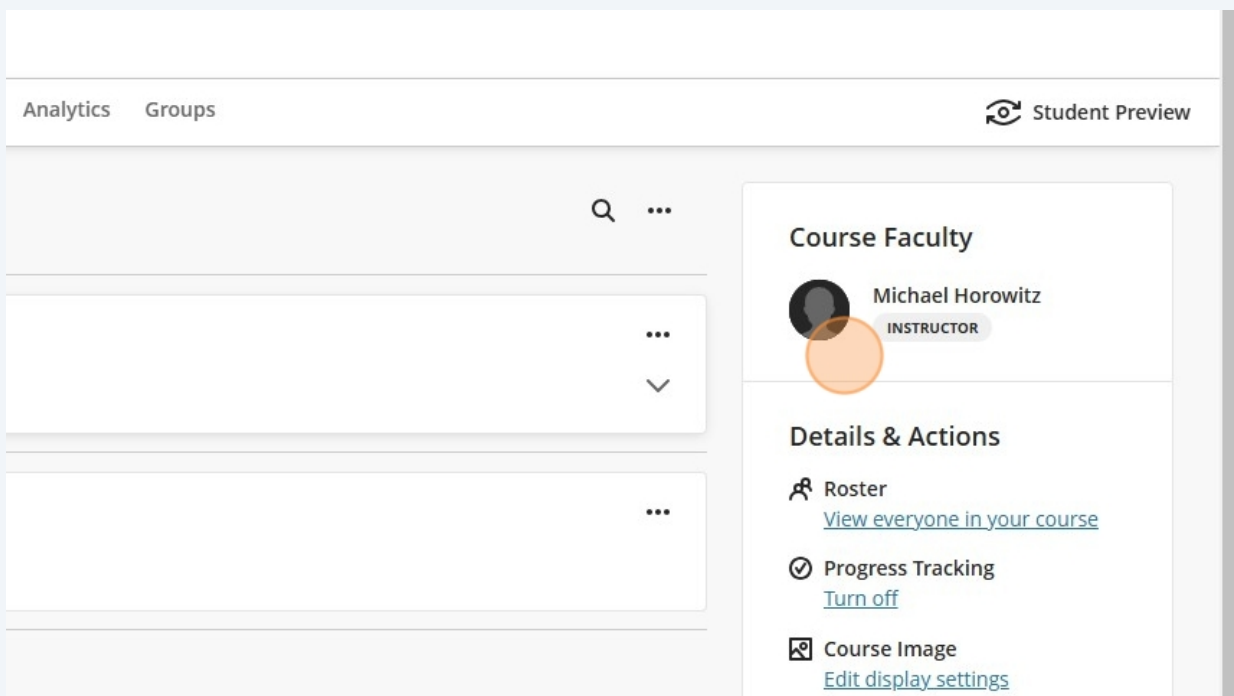 Analytics Groups
Student Preview
Course Faculty
Michael Horowitz
INSTRUCTOR
Details & Actions
Roster
View everyone in your course
Progress Tracking
Turn off
Course Image
Edit display settings